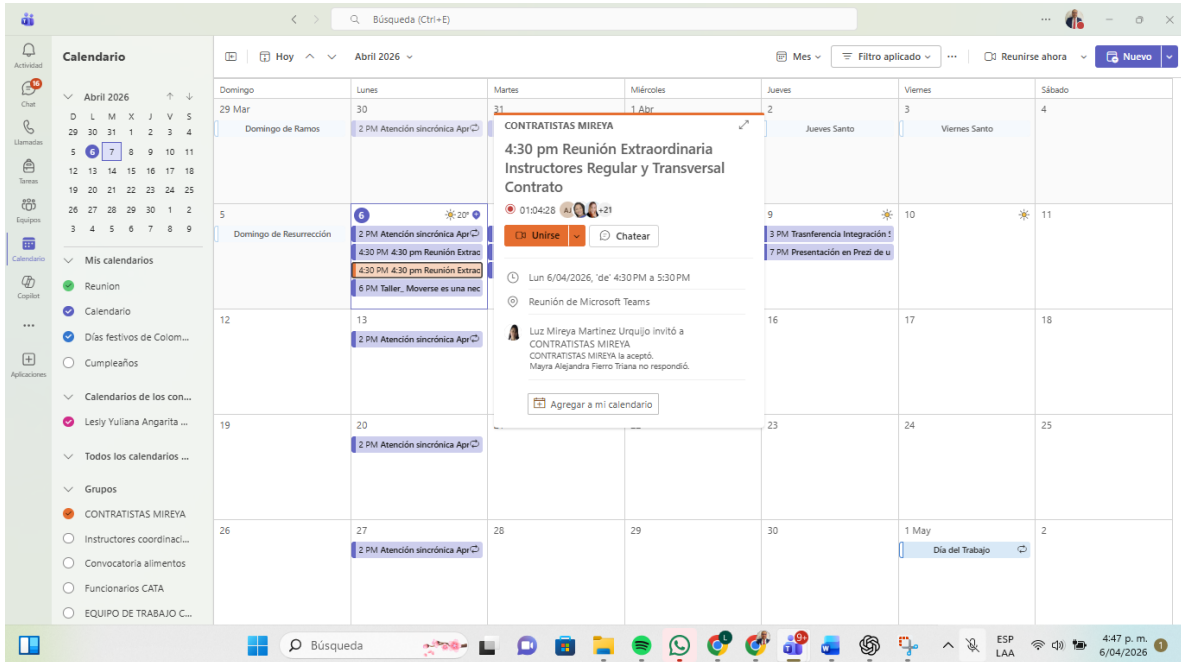 Búsqueda (Ctrl+E)
Actividad
16
Chat
Llamadas
Tareas
Equipos
Calendario
Copilot
Aplicaciones
Calendario
Abril 2026
D L M X J V S
29 30 31 1 2 3 4
5 6 7 8 9 10 11
12 13 14 15 16 17 18
19 20 21 22 23 24 25
26 27 28 29 30 1 2
3 4 5 6 7 8 9
Mis calendarios
Reunion
Calendario
Días festivos de Colom...
Cumpleaños
Calendarios de los con...
Lesly Yuliana Angarita ...
Todos los calendarios ...
Grupos
CONTRATISTAS MIREYA
Instructores coordinaci...
Convocatoria alimentos
Funcionarios CATA
EQUIPO DE TRABAJO C...
Hoy
Abril 2026
Mes
Filtro aplicado
Reunirse ahora
Nuevo
Domingo Lunes Martes Miércoles Jueves Viernes Sábado
29 Mar 30 31 1 Abr 2 3 4
Domingo de Ramos
2 PM Atención sincrónica Apr
Jueves Santo
Viernes Santo
CONTRATISTAS MIREYA
4:30 pm Reunión Extraordinaria
Instructores Regular y Transversal
Contrato
01:04:28 AJ +21
Unirse
Chatear
Lun 6/04/2026, 'de' 4:30 PM a 5:30 PM
Reunión de Microsoft Teams
Luz Mireya Martinez Urquijo invitó a
CONTRATISTAS MIREYA
CONTRATISTAS MIREYA la aceptó.
Mayra Alejandra Fierro Triana no respondió.
Agregar a mi calendario
5 6 20° 9 10 11
Domingo de Resurrección
2 PM Atención sincrónica Apr
4:30 PM 4:30 pm Reunión Extrac
4:30 PM 4:30 pm Reunión Extrac
6 PM Taller_ Moverse es una nec
3 PM Trasnferencia Integración S
7 PM Presentación en Prezi de u
12 13 16 17 18
2 PM Atención sincrónica Apr
19 20 23 24 25
2 PM Atención sincrónica Apr
26 27 28 29 30 1 May 2
2 PM Atención sincrónica Apr
Día del Trabajo
Búsqueda
9+
ESP
LAA
4:47 p. m.
6/04/2026
1